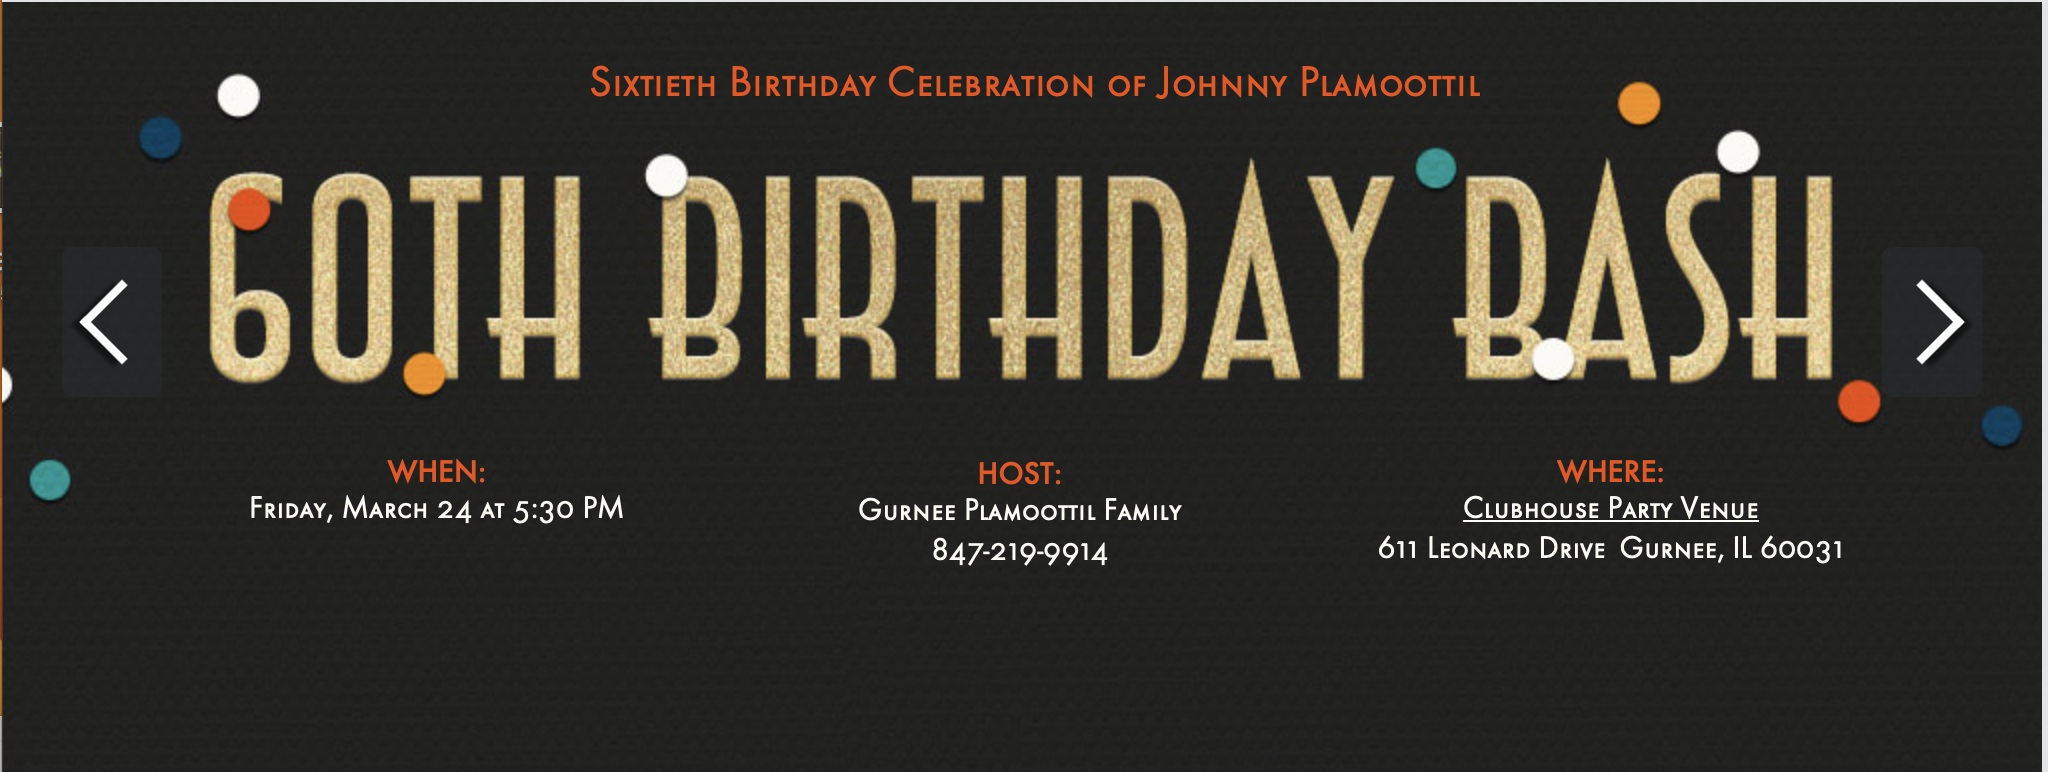 Sixtieth Birthday Celebration of Johnny Plamoottil
60TH BIRTHDAY BASH
WHEN:
Friday, March 24 at 5:30 PM
HOST:
Gurnee Plamoottil Family
847-219-9914
WHERE:
Clubhouse Party Venue
611 Leonard Drive Gurnee, IL 60031